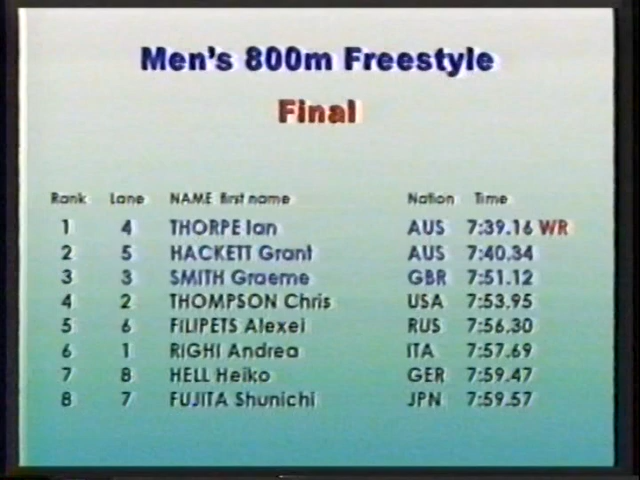 Men's 800m Freestyle
Final
Rank Lane NAME first name Nation Time
1 4 THORPE Ian AUS 7:39.16 WR
2 5 HACKETT Grant AUS 7:40.34
3 3 SMITH Graeme GBR 7:51.12
4 2 THOMPSON Chris USA 7:53.95
5 6 FILIPETS Alexei RUS 7:56.30
6 1 RIGHI Andrea ITA 7:57.69
7 8 HELL Heiko GER 7:59.47
8 7 FUJITA Shunichi JPN 7:59.57